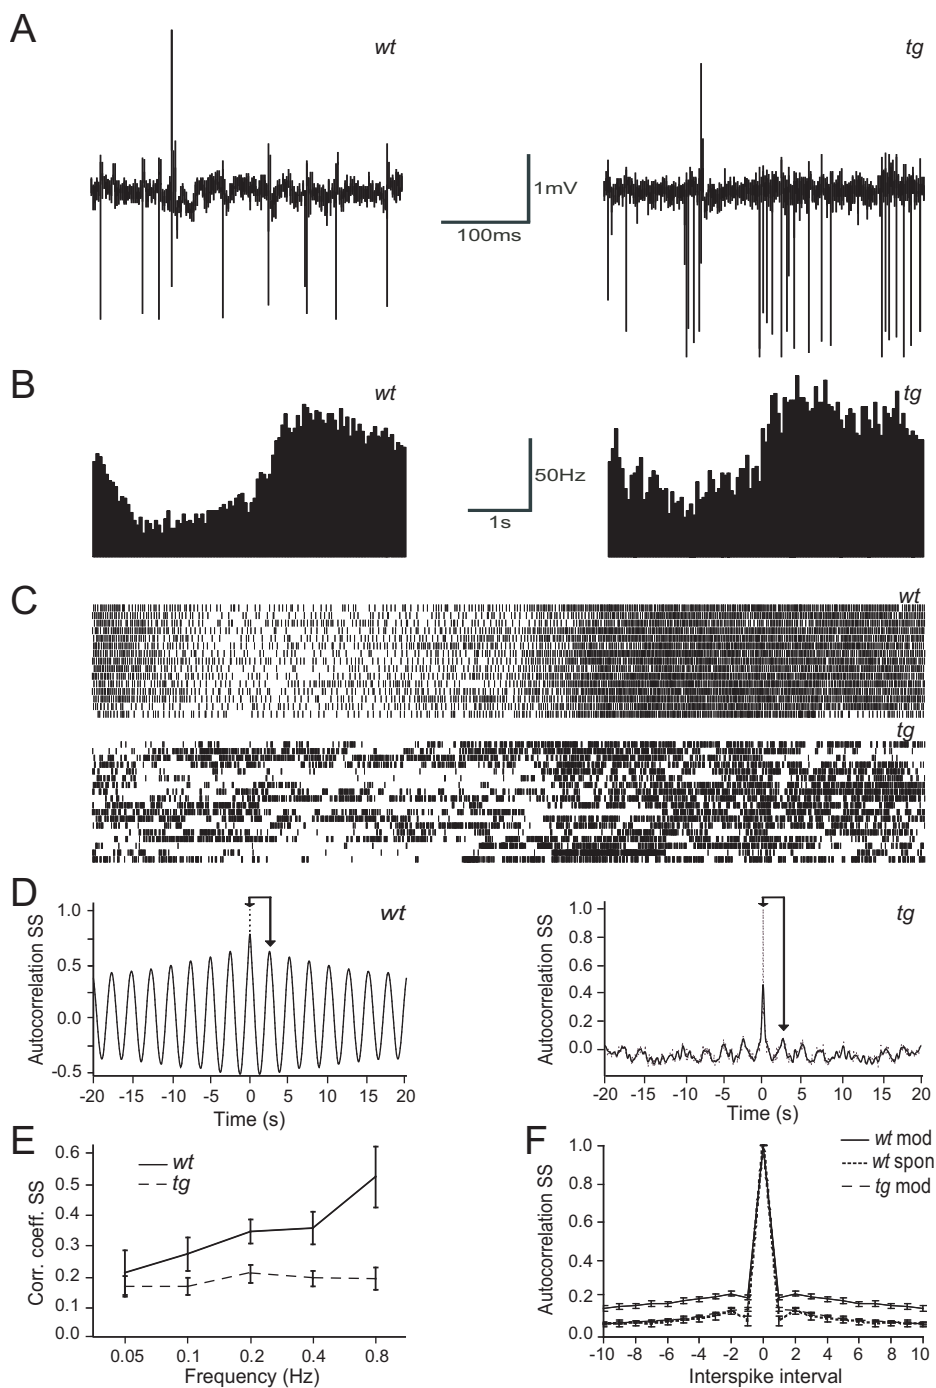 A
wt
tg
1mV
100ms
B
wt
tg
50Hz
1s
C
wt
tg
D
wt
Autocorrelation SS
1.0
0.5
0.0
-0.5
-20 -15 -10 -5 0 5 10 15 20
Time (s)
tg
Autocorrelation SS
1.0
0.8
0.6
0.4
0.2
0.0
-20 -15 -10 -5 0 5 10 15 20
Time (s)
E
wt
tg
Corr. coeff. SS
0.6
0.5
0.4
0.3
0.2
0.1
0.0
0.05 0.1 0.2 0.4 0.8
Frequency (Hz)
F
wt mod
wt spon
tg mod
Autocorrelation SS
1.0
0.8
0.6
0.4
0.2
0.0
-10 -8 -6 -4 -2 0 2 4 6 8 10
Interspike interval